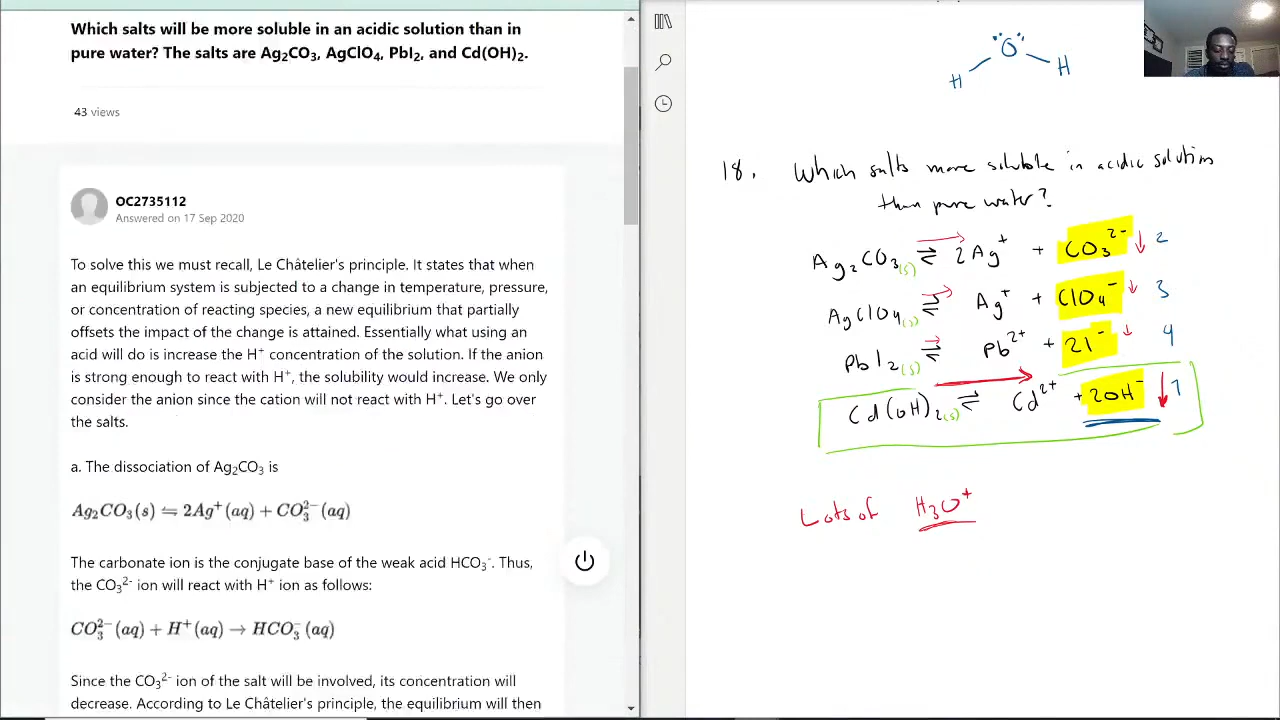 Which salts will be more soluble in an acidic solution than in
pure water? The salts are Ag₂CO₃, AgClO₄, PbI₂, and Cd(OH)₂.
43 views
OC2735112
Answered on 17 Sep 2020
To solve this we must recall, Le Châtelier's principle. It states that when
an equilibrium system is subjected to a change in temperature, pressure,
or concentration of reacting species, a new equilibrium that partially
offsets the impact of the change is attained. Essentially what using an
acid will do is increase the H⁺ concentration of the solution. If the anion
is strong enough to react with H⁺, the solubility would increase. We only
consider the anion since the cation will not react with H⁺. Let's go over
the salts.
a. The dissociation of Ag₂CO₃ is
Ag₂CO₃(s) ⇋ 2Ag⁺(aq) + CO₃²⁻(aq)
The carbonate ion is the conjugate base of the weak acid HCO₃⁻. Thus,
the CO₃²⁻ ion will react with H⁺ ion as follows:
CO₃²⁻(aq) + H⁺(aq) → HCO₃⁻(aq)
Since the CO₃²⁻ ion of the salt will be involved, its concentration will
decrease. According to Le Châtelier's principle, the equilibrium will then
O
H H
18. Which salts more soluble in acidic solution
than pure water?
Ag₂CO₃(s) ⇌ 2Ag⁺ + CO₃²⁻ ↓ 2
AgClO₄(s) ⇌ Ag⁺ + ClO₄⁻ ↓ 3
PbI₂(s) ⇌ Pb²⁺ + 2I⁻ ↓ 4
Cd(OH)₂(s) ⇌ Cd²⁺ + 2OH⁻ ↓ 1
Lots of H₃O⁺